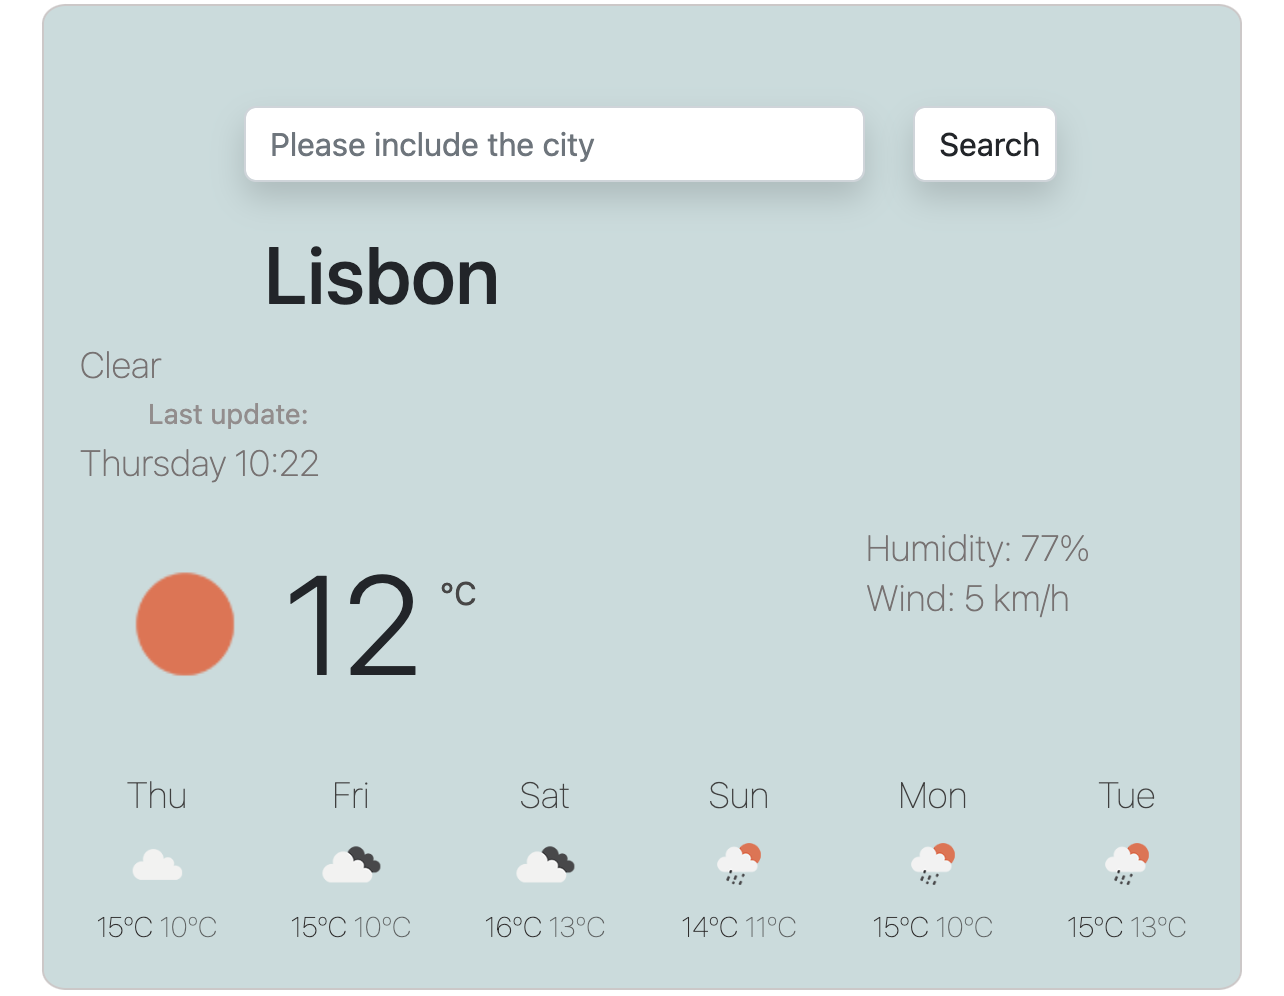 Please include the city
Search
Lisbon
Clear
Last update:
Thursday 10:22
Humidity: 77%
Wind: 5 km/h
12 °C
Thu Fri Sat Sun Mon Tue
15°C 10°C 15°C 10°C 16°C 13°C 14°C 11°C 15°C 10°C 15°C 13°C